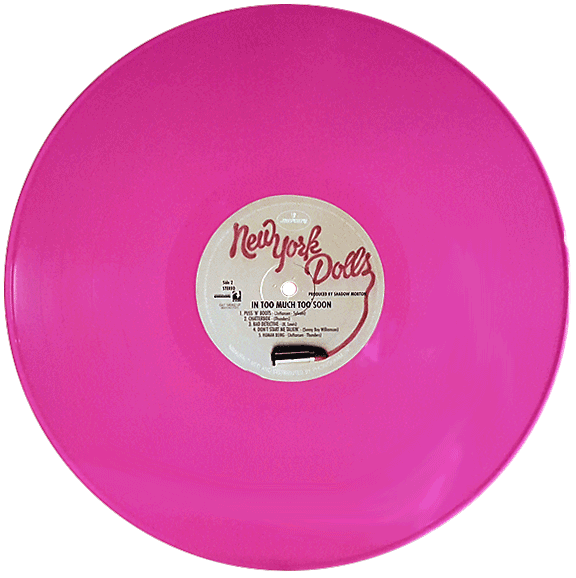 mercury
New York
Dolls
Side 2
STEREO
PRODUCED BY SHADOW MORTON
IN TOO MUCH TOO SOON
1. PUSS 'N' BOOTS - (Johansen - Sylvain)
2. CHATTERBOX - (Thunders)
3. BAD DETECTIVE - (K. Lewis)
4. DON'T START ME TALKIN' - (Sonny Boy Williamson)
5. HUMAN BEING - (Johansen - Thunders)